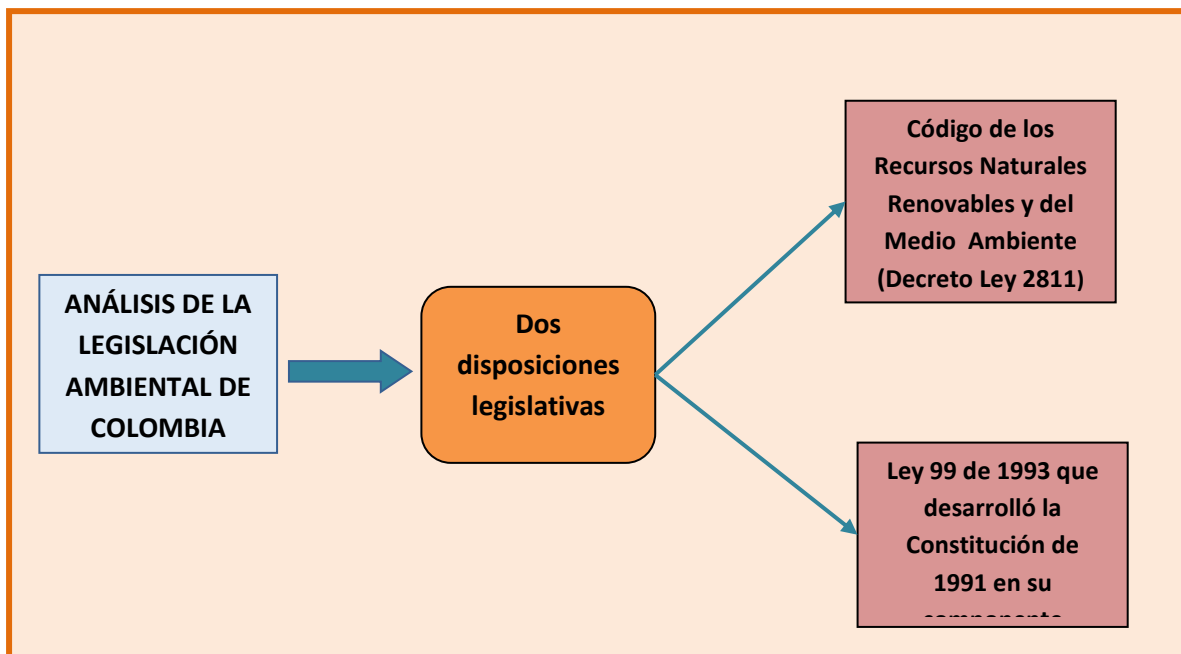 ANÁLISIS DE LA
LEGISLACIÓN
AMBIENTAL DE
COLOMBIA
Dos
disposiciones
legislativas
Código de los
Recursos Naturales
Renovables y del
Medio Ambiente
(Decreto Ley 2811)
Ley 99 de 1993 que
desarrolló la
Constitución de
1991 en su
componente